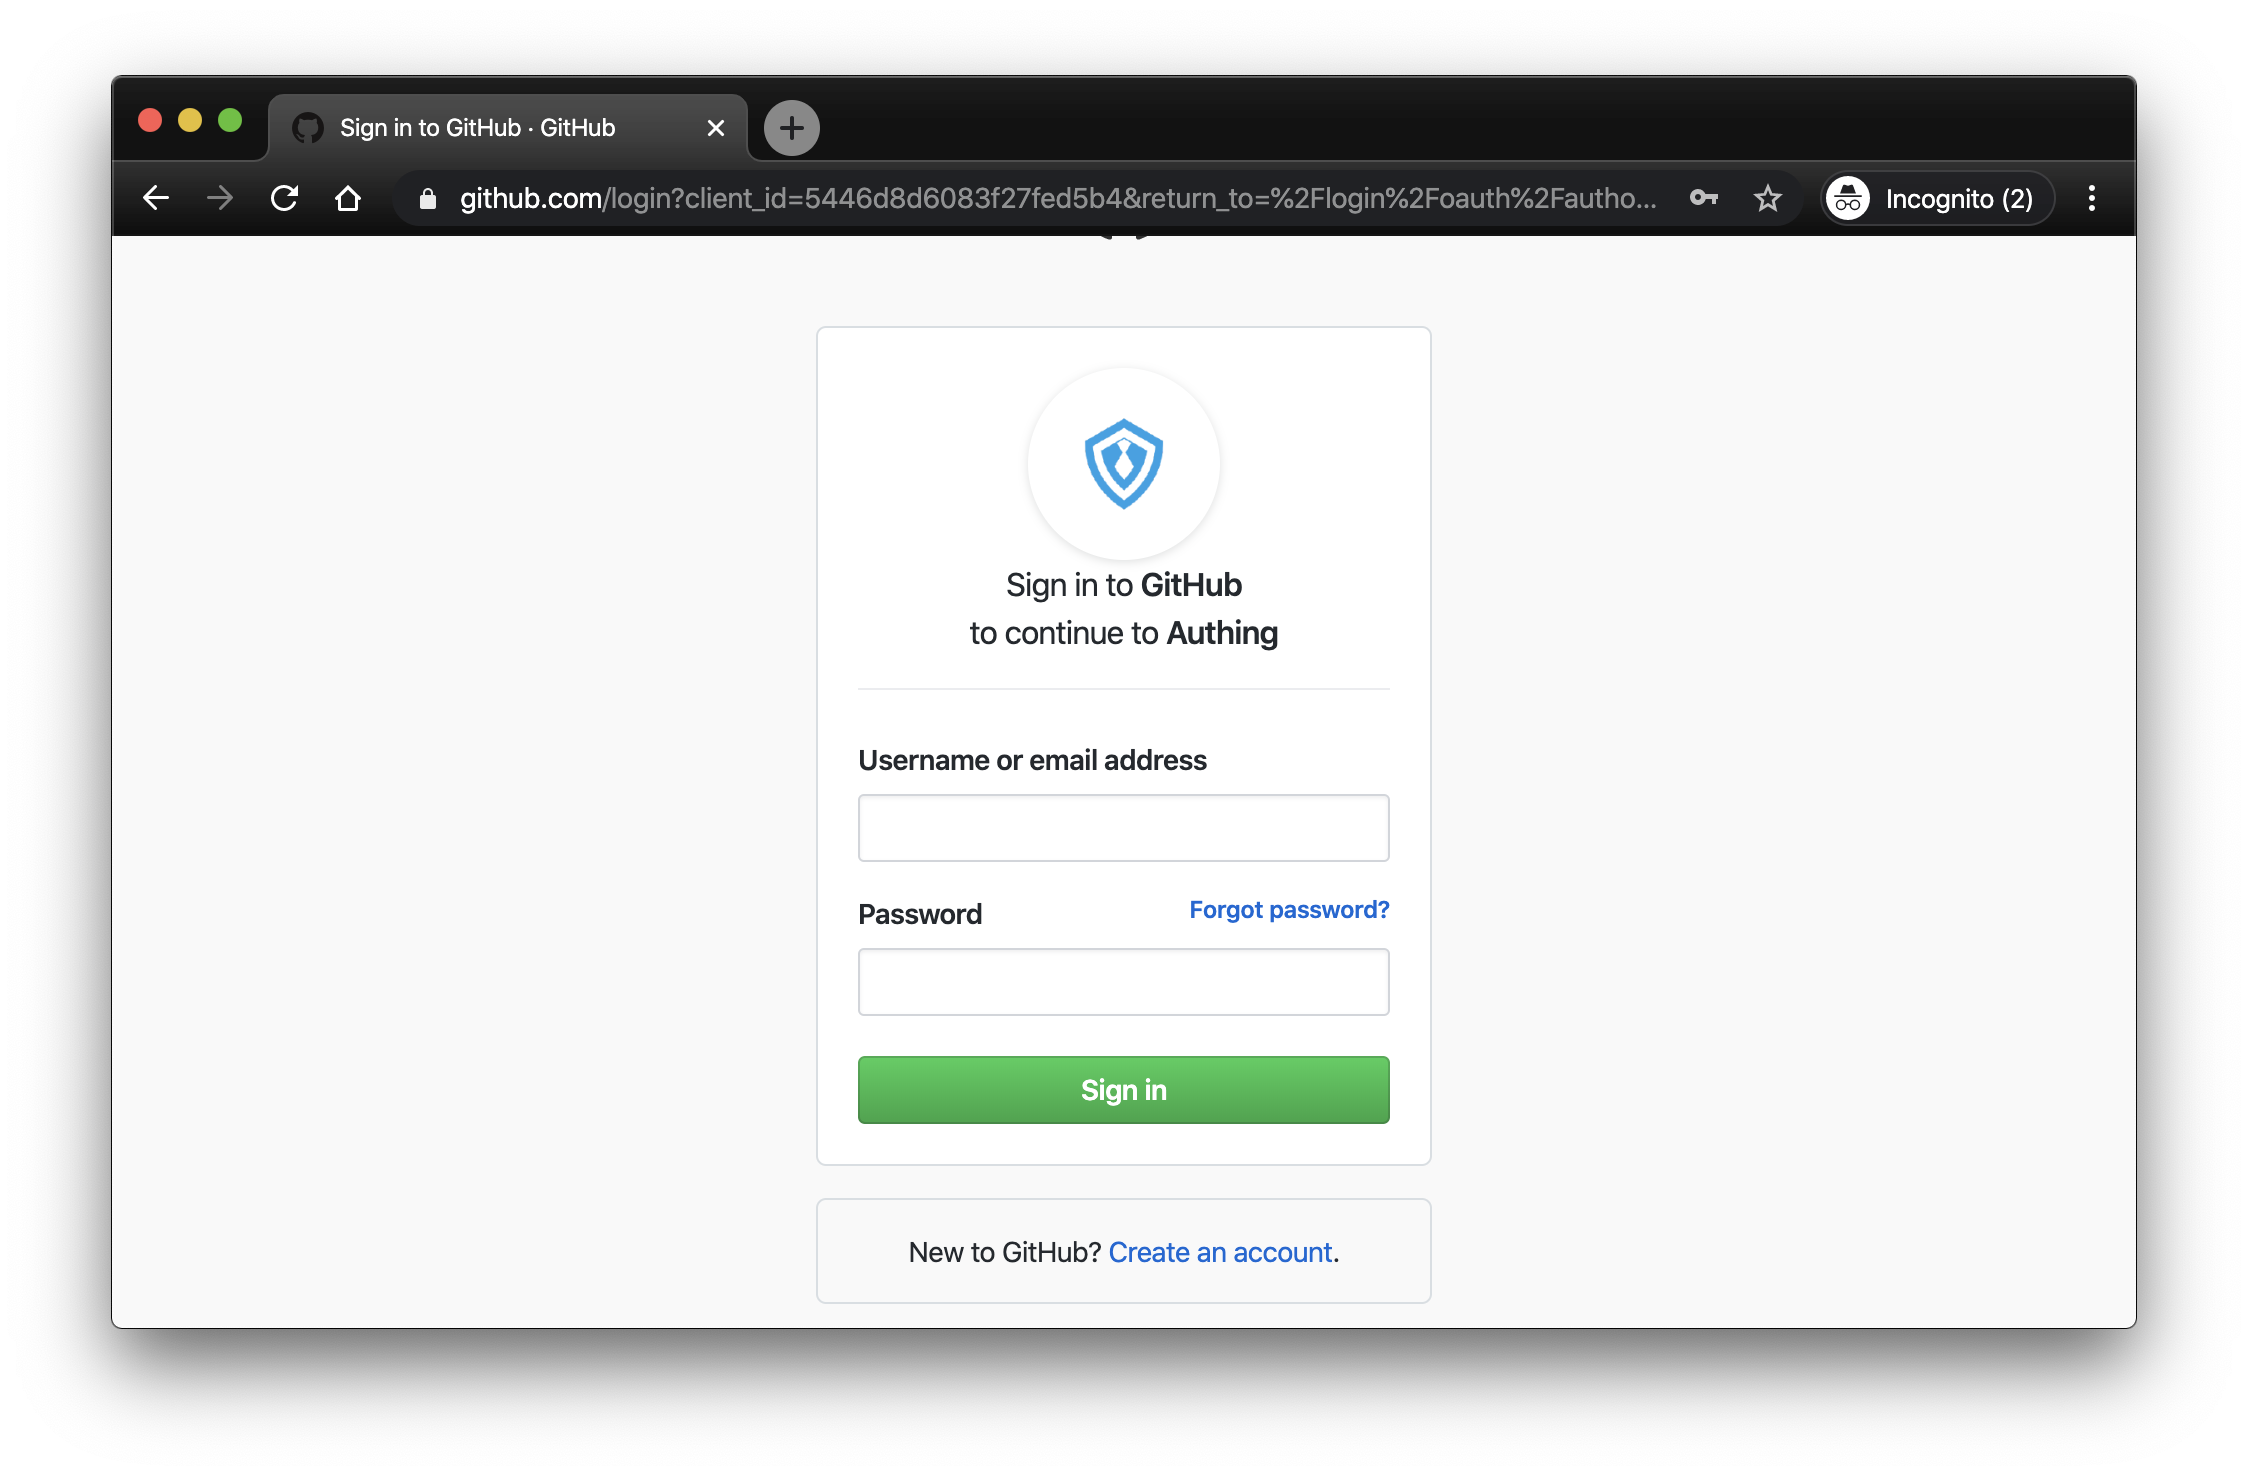 Sign in to GitHub · GitHub
github.com/login?client_id=5446d8d6083f27fed5b4&return_to=%2Flogin%2Foauth%2Fautho...
Incognito (2)
Sign in to GitHub
to continue to Authing
Username or email address
Password
Forgot password?
Sign in
New to GitHub? Create an account.